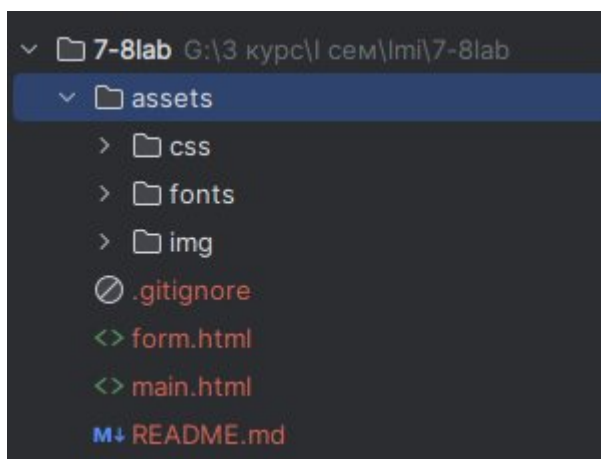 7-8lab G:\3 курс\I сем\lmi\7-8lab
assets
css
fonts
img
.gitignore
<> form.html
<> main.html
M↓ README.md